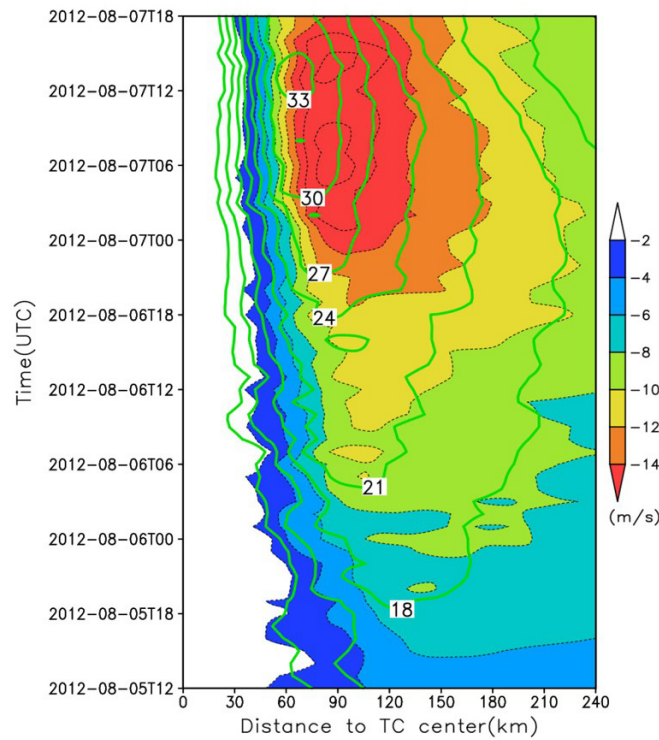 2012-08-07T18
2012-08-07T12
2012-08-07T06
2012-08-07T00
2012-08-06T18
2012-08-06T12
2012-08-06T06
2012-08-06T00
2012-08-05T18
2012-08-05T12
Time(UTC)
33
30
27
24
21
18
0 30 60 90 120 150 180 210 240
Distance to TC center(km)
-2
-4
-6
-8
-10
-12
-14
(m/s)